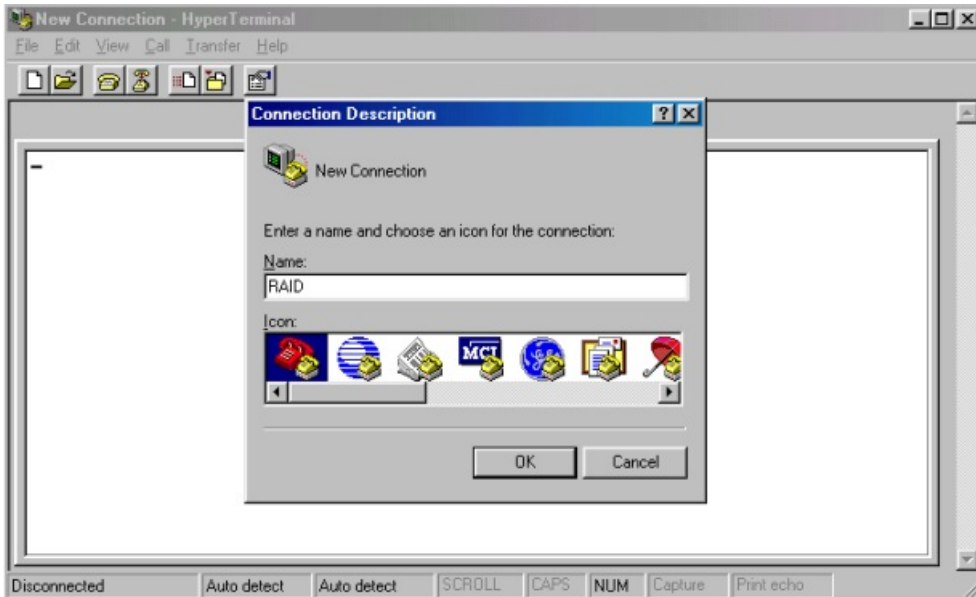 New Connection - HyperTerminal
File Edit View Call Transfer Help
Connection Description
New Connection
Enter a name and choose an icon for the connection:
Name:
RAID
Icon:
MCI
OK Cancel
Disconnected Auto detect Auto detect SCROLL CAPS NUM Capture Print echo